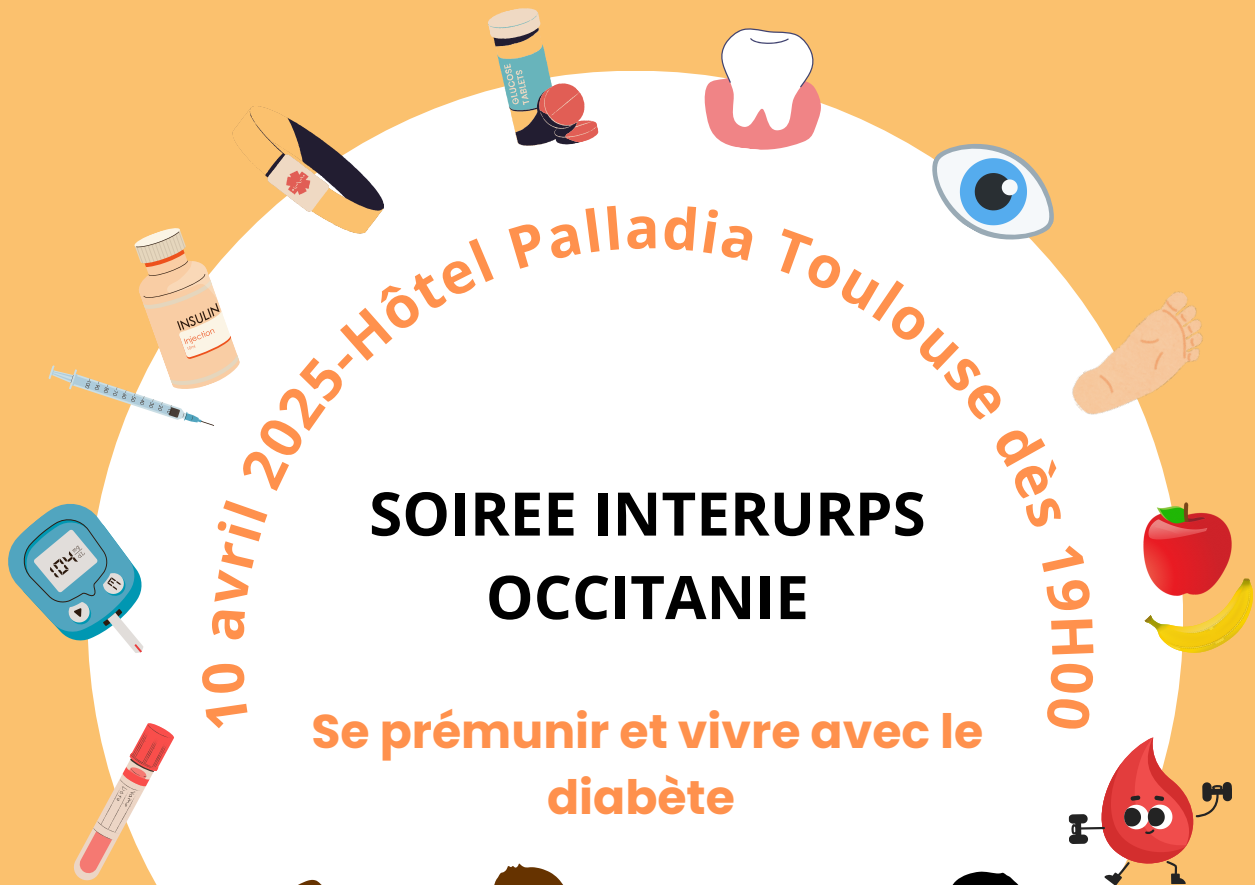 10 avril 2025-Hôtel Palladia Toulouse dès 19H00
SOIREE INTERURPS
OCCITANIE
Se prémunir et vivre avec le
diabète
GLUCOSE
TABLETS
INSULIN
Injection
104